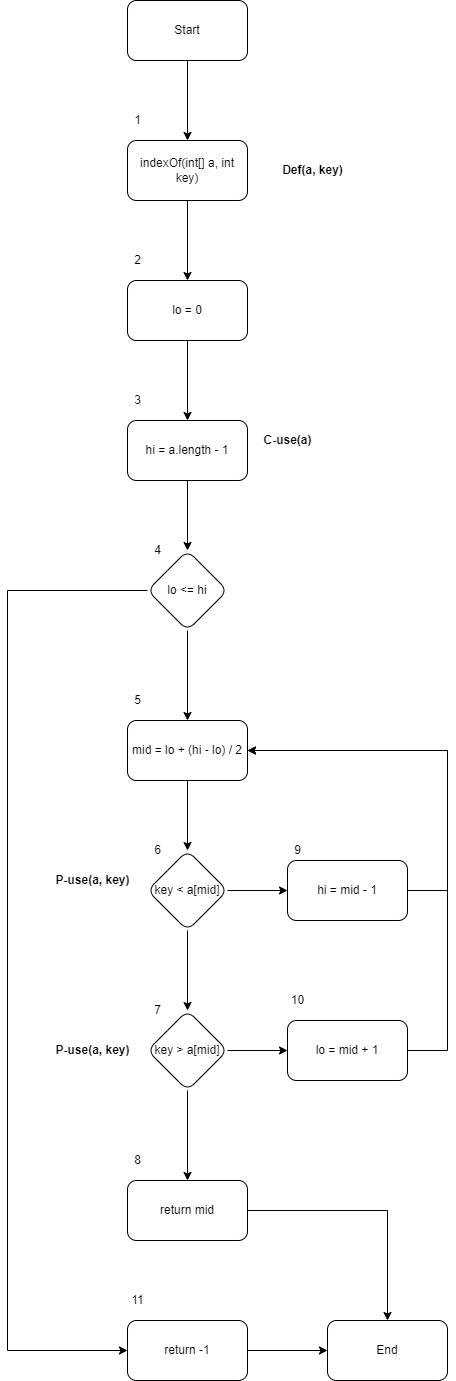 Start
1
indexOf(int[] a, int
key)
Def(a, key)
2
lo = 0
3
hi = a.length - 1
C-use(a)
4
lo <= hi
5
mid = lo + (hi - lo) / 2
6
P-use(a, key)
key < a[mid]
9
hi = mid - 1
7
P-use(a, key)
key > a[mid]
10
lo = mid + 1
8
return mid
11
return -1
End